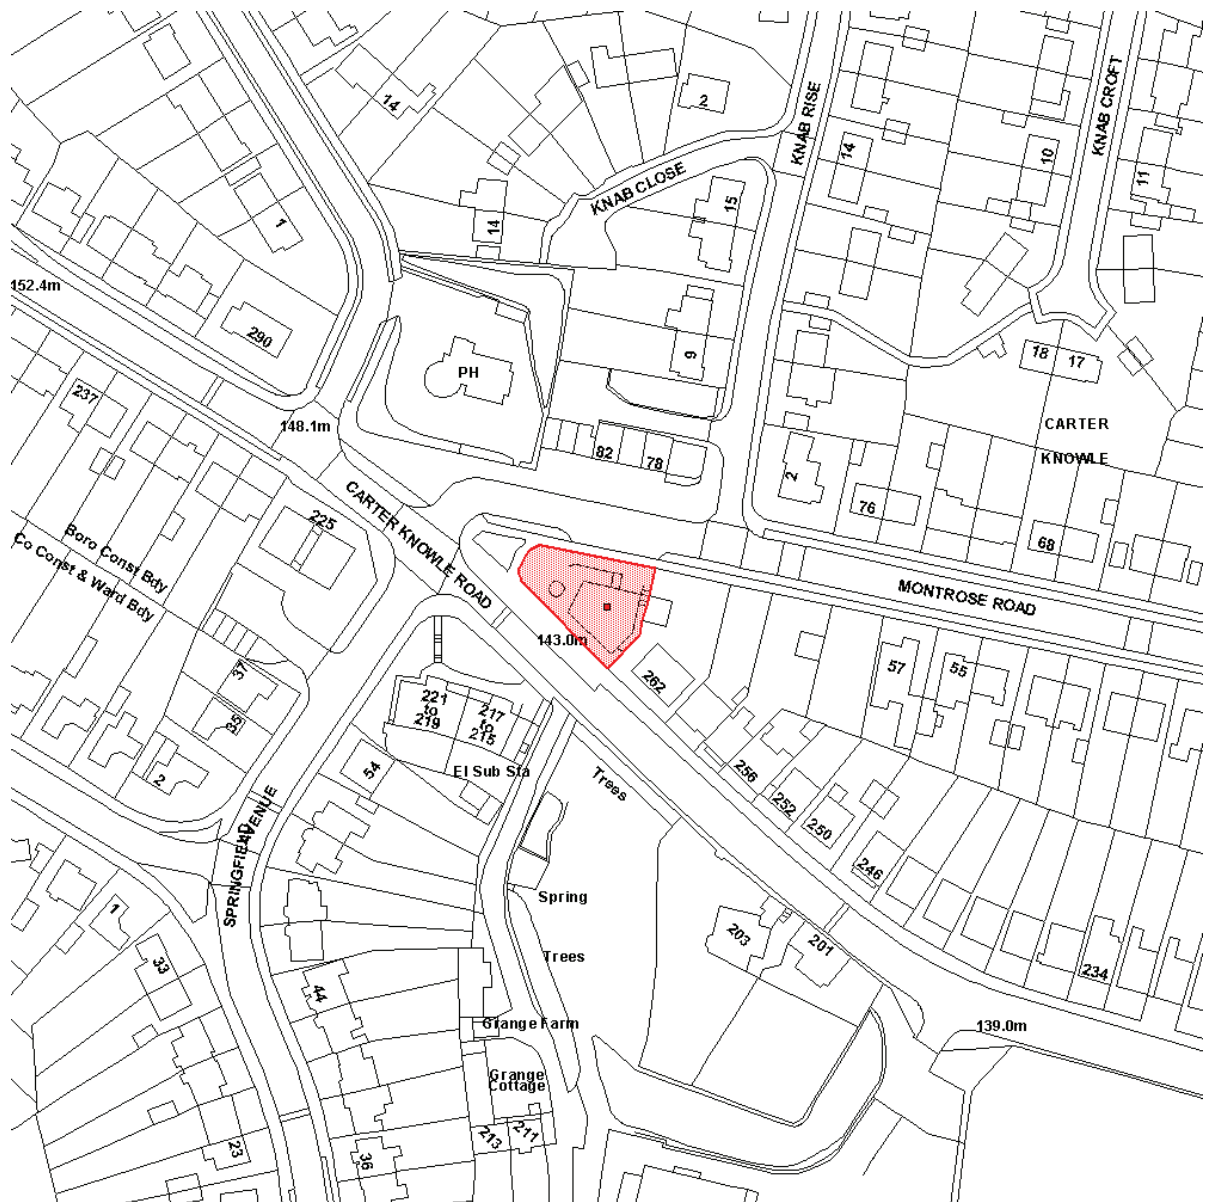 14
2
KNAB RISE
KNAB CROFT
14
10
11
KNAB CLOSE
15
1
14
152.4m
290
PH
9
18
17
237
148.1m
82
78
2
CARTER
KNOWLE
76
68
CARTER KNOWLE ROAD
225
Boro Const Bdy
Co Const & Ward Bdy
MONTROSE ROAD
143.0m
262
57
55
37
35
221
to
219
217
to
215
El Sub Sta
54
2
Trees
256
252
250
246
SPRINGFIELD
AVENUE
Spring
1
33
203
201
234
Trees
44
Grange Farm
139.0m
Grange
Cottage
213
211
23
36